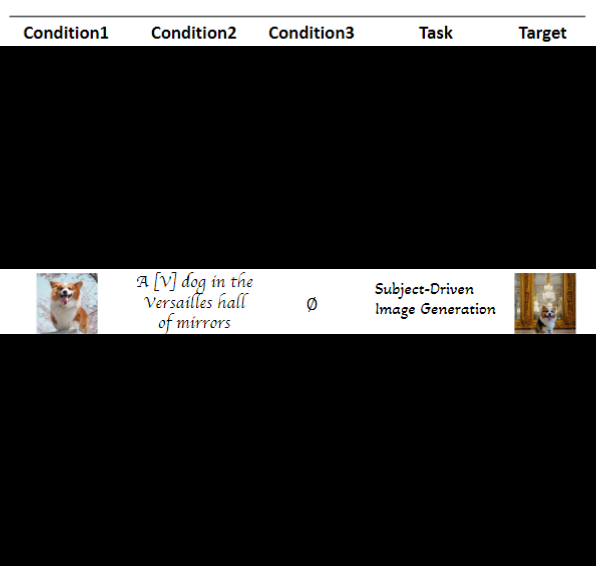 Condition1 Condition2 Condition3 Task Target
A [V] dog in the
Versailles hall
of mirrors
Ø
Subject-Driven
Image Generation